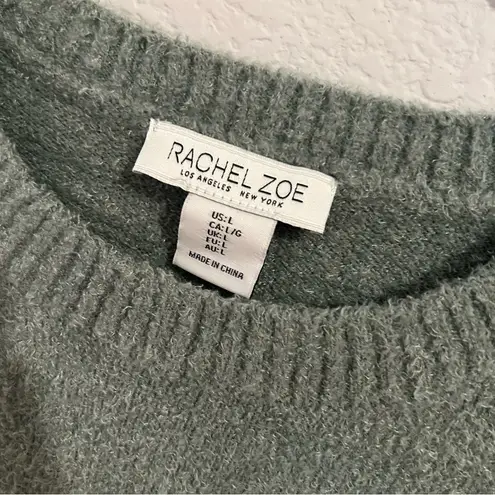 RACHEL ZOE
LOS ANGELES NEW YORK
US: L
CA: L/G
UK: L
EU: L
AU: L
MADE IN CHINA